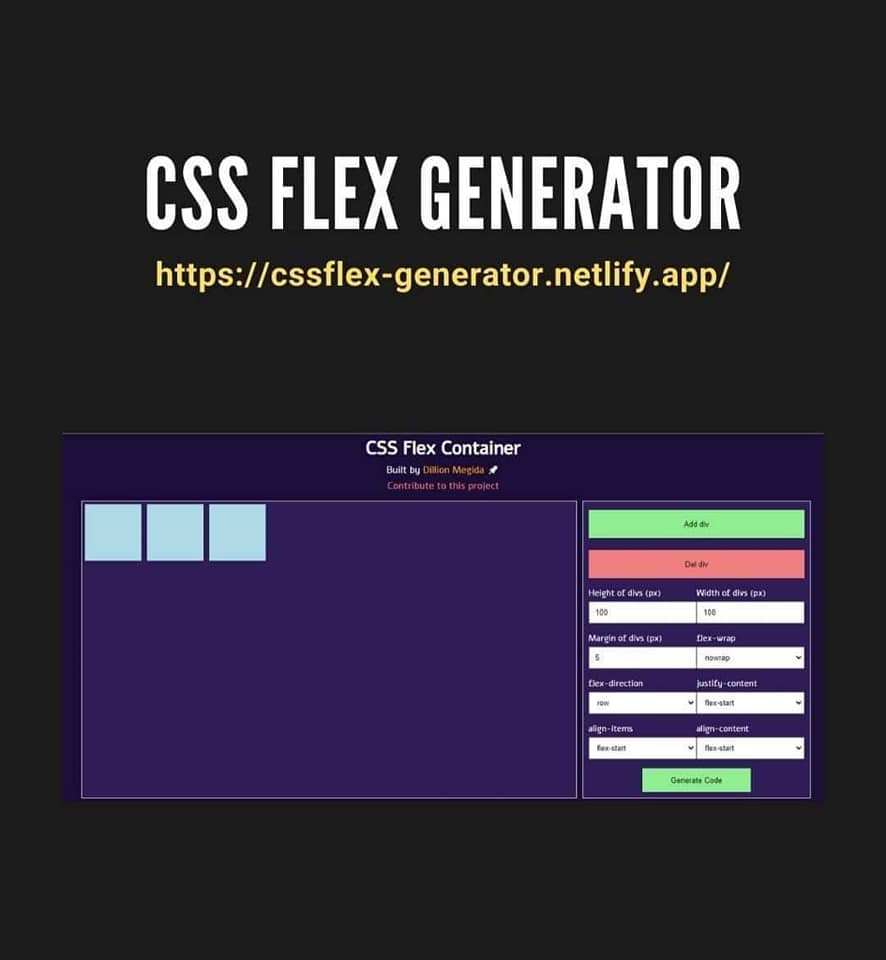 CSS FLEX GENERATOR
https://cssflex-generator.netlify.app/
CSS Flex Container
Built by Dillion Megida 🚀
Contribute to this project
Add div
Del div
Height of divs (px) Width of divs (px)
100 100
Margin of divs (px) flex-wrap
5 nowrap
flex-direction justify-content
row flex-start
align-items align-content
flex-start flex-start
Generate Code